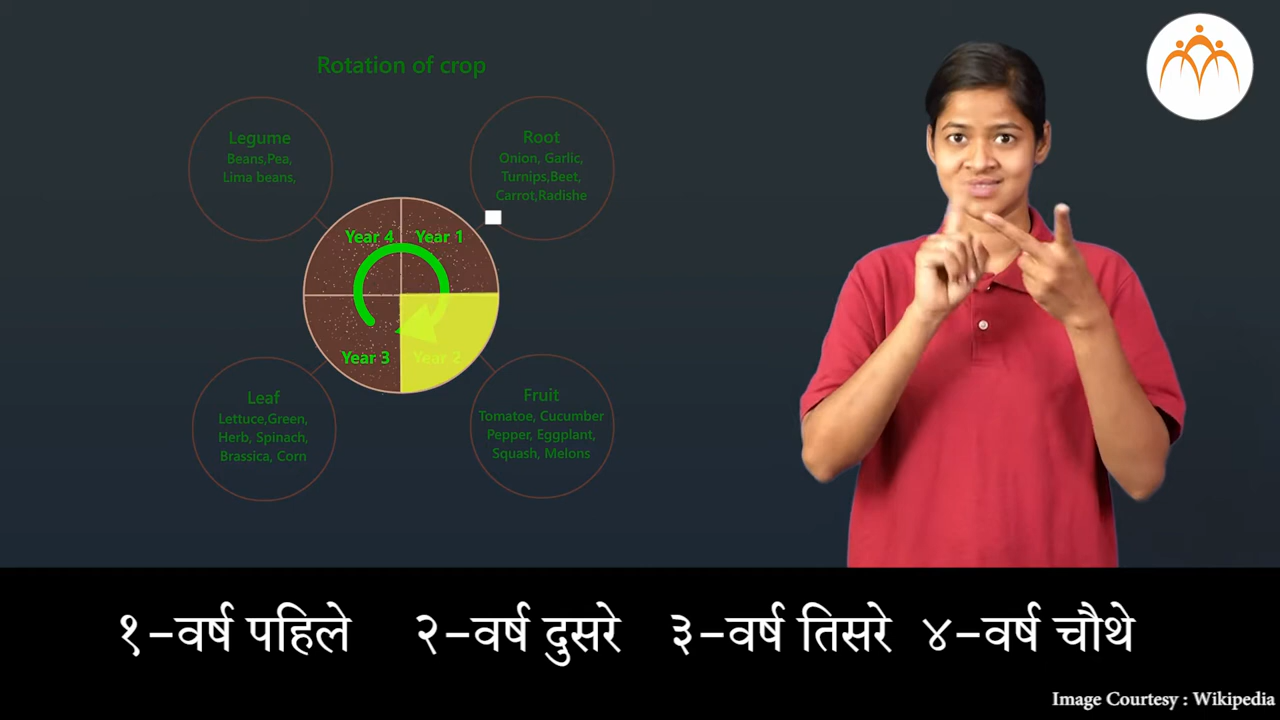 Rotation of crop
Legume
Beans,Pea,
Lima beans,
Root
Onion, Garlic,
Turnips,Beet,
Carrot,Radishe
Year 4
Year 1
Year 3
Year 2
Leaf
Lettuce,Green,
Herb, Spinach,
Brassica, Corn
Fruit
Tomatoe, Cucumber
Pepper, Eggplant,
Squash, Melons
१-वर्ष पहिले २-वर्ष दुसरे ३-वर्ष तिसरे ४-वर्ष चौथे
Image Courtesy : Wikipedia